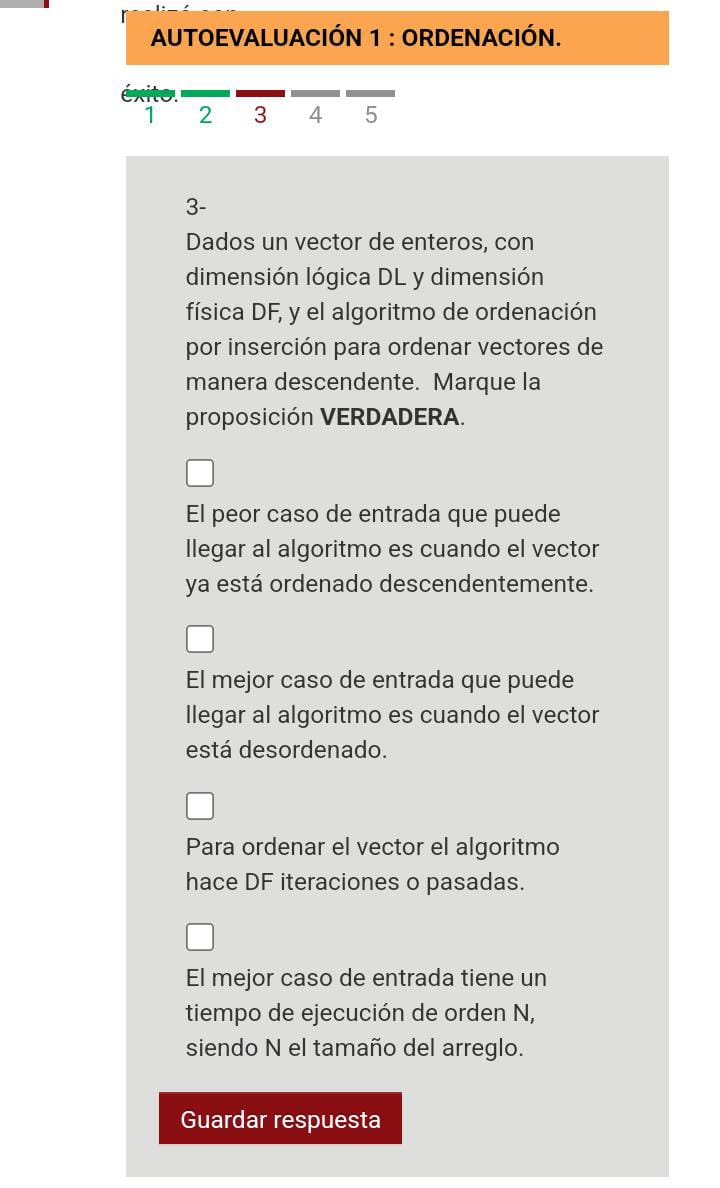 AUTOEVALUACIÓN 1 : ORDENACIÓN.
éxito.
1 2 3 4 5
3-
Dados un vector de enteros, con
dimensión lógica DL y dimensión
física DF, y el algoritmo de ordenación
por inserción para ordenar vectores de
manera descendente. Marque la
proposición VERDADERA.
El peor caso de entrada que puede
llegar al algoritmo es cuando el vector
ya está ordenado descendentemente.
El mejor caso de entrada que puede
llegar al algoritmo es cuando el vector
está desordenado.
Para ordenar el vector el algoritmo
hace DF iteraciones o pasadas.
El mejor caso de entrada tiene un
tiempo de ejecución de orden N,
siendo N el tamaño del arreglo.
Guardar respuesta